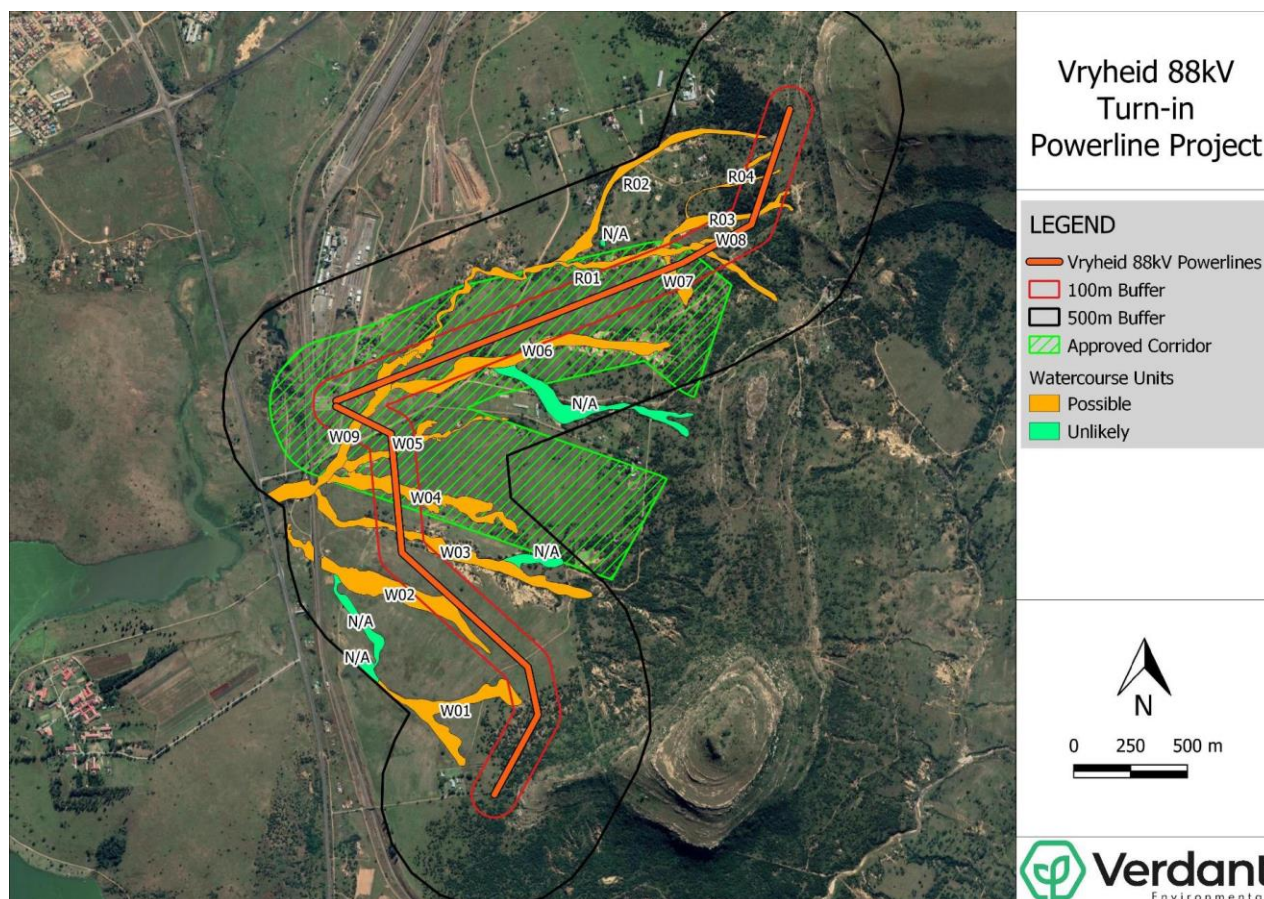 Vryheid 88kV
Turn-in
Powerline Project
LEGEND
Vryheid 88kV Powerlines
100m Buffer
500m Buffer
Approved Corridor
Watercourse Units
Possible
Unlikely
N
0 250 500 m
Verdant
Environmental
R02
R04
R03
N/A
W08
R01
W07
W06
N/A
W09
W05
W04
W03
N/A
W02
N/A
N/A
W01